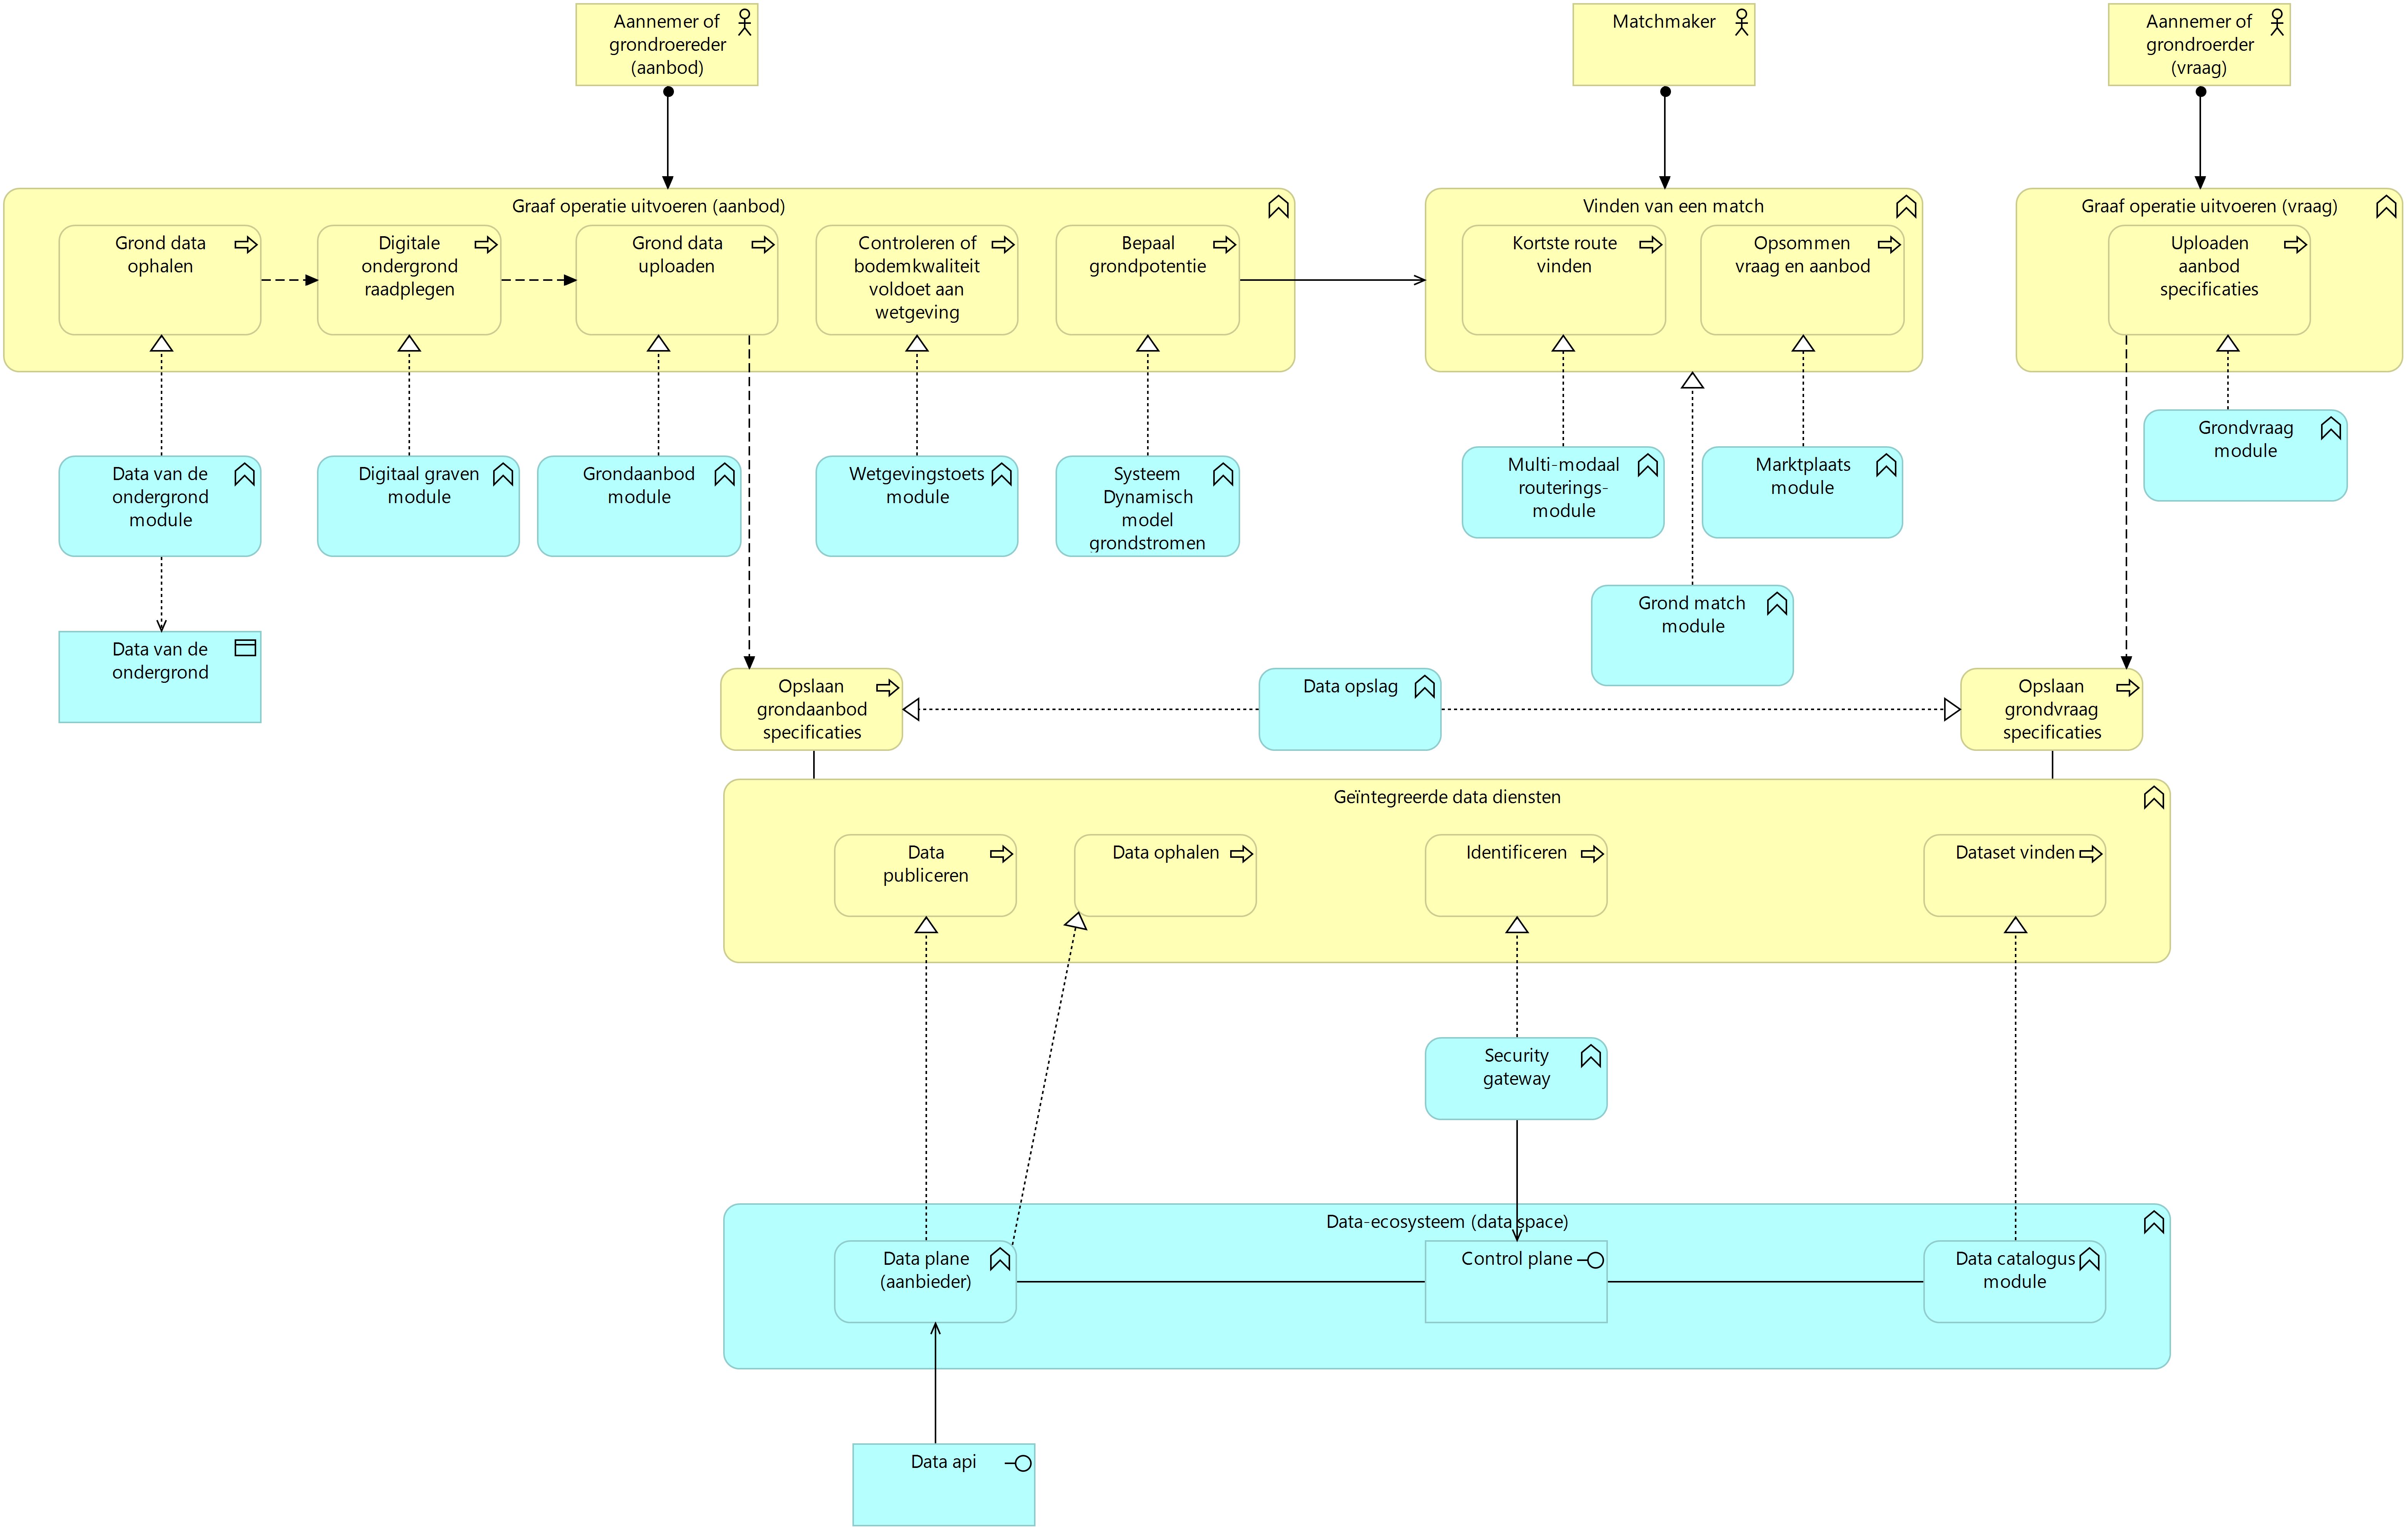 Aannemer of
grondroereder
(aanbod)
Matchmaker
Aannemer of
grondroerder
(vraag)
Graaf operatie uitvoeren (aanbod)
Vinden van een match
Graaf operatie uitvoeren (vraag)
Grond data
ophalen
Digitale
ondergrond
raadplegen
Grond data
uploaden
Controleren of
bodemkwaliteit
voldoet aan
wetgeving
Bepaal
grondpotentie
Kortste route
vinden
Opsommen
vraag en aanbod
Uploaden
aanbod
specificaties
Grondvraag
module
Data van de
ondergrond
module
Digitaal graven
module
Grondaanbod
module
Wetgevingstoets
module
Systeem
Dynamisch
model
grondstromen
Multi-modaal
routerings-
module
Marktplaats
module
Grond match
module
Data van de
ondergrond
Opslaan
grondaanbod
specificaties
Data opslag
Opslaan
grondvraag
specificaties
Geïntegreerde data diensten
Data
publiceren
Data ophalen
Identificeren
Dataset vinden
Security
gateway
Data-ecosysteem (data space)
Data plane
(aanbieder)
Control plane
Data catalogus
module
Data api